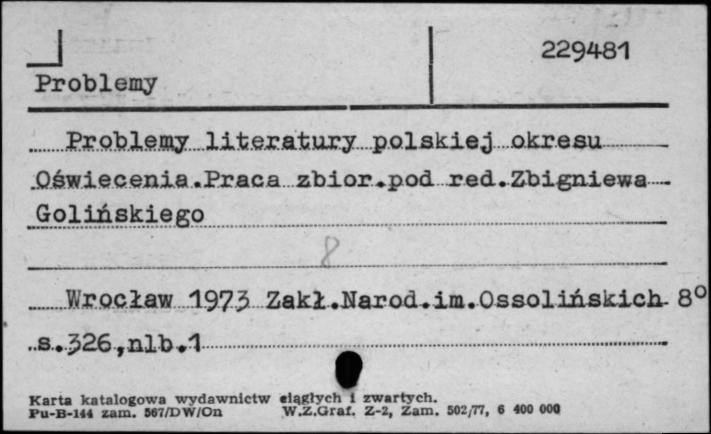 229481
Problemy
Problemy literatury polskiej okresu
Oświecenia.Praca zbior.pod red.Zbigniewa
Golińskiego
8
Wrocław 1973 Zakł.Narod.im.Ossolińskich 8°
s.326,nlb.1
Karta katalogowa wydawnictw ciągłych i zwartych.
Pu-B-144 zam. 567/DW/On W.Z.Graf. Z-2, Zam. 502/77, 6 400 000